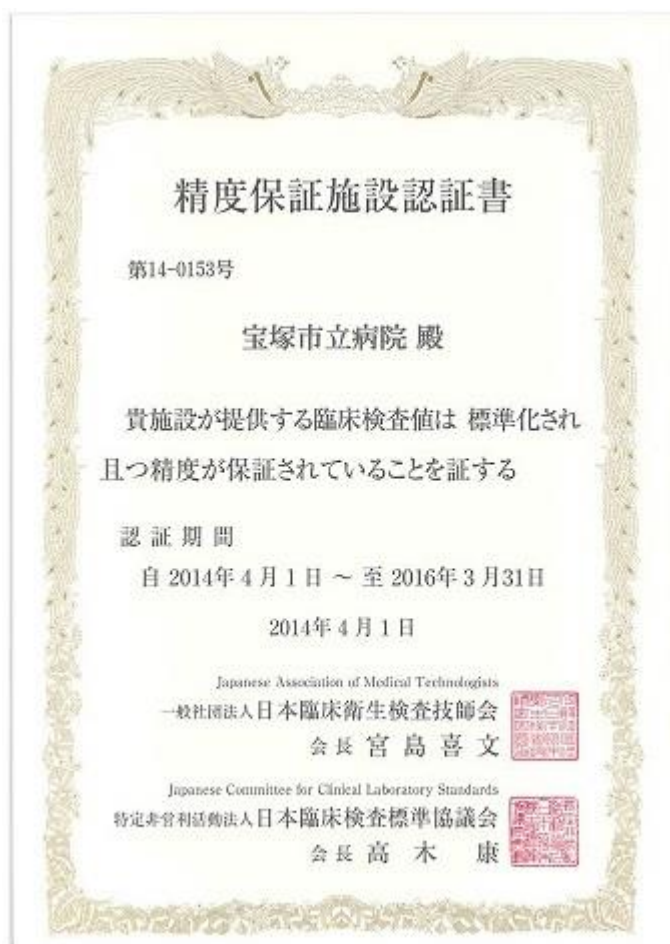 精度保証施設認証書
第14-0153号
宝塚市立病院 殿
貴施設が提供する臨床検査値は 標準化され
且つ精度が保証されていることを証する
認証期間
自 2014年 4 月 1 日 ～ 至 2016年 3 月31日
2014年 4 月 1 日
Japanese Association of Medical Technologists
一般社団法人日本臨床衛生検査技師会
会長 宮島喜文
Japanese Committee for Clinical Laboratory Standards
特定非営利活動法人日本臨床検査標準協議会
会長 高木 康